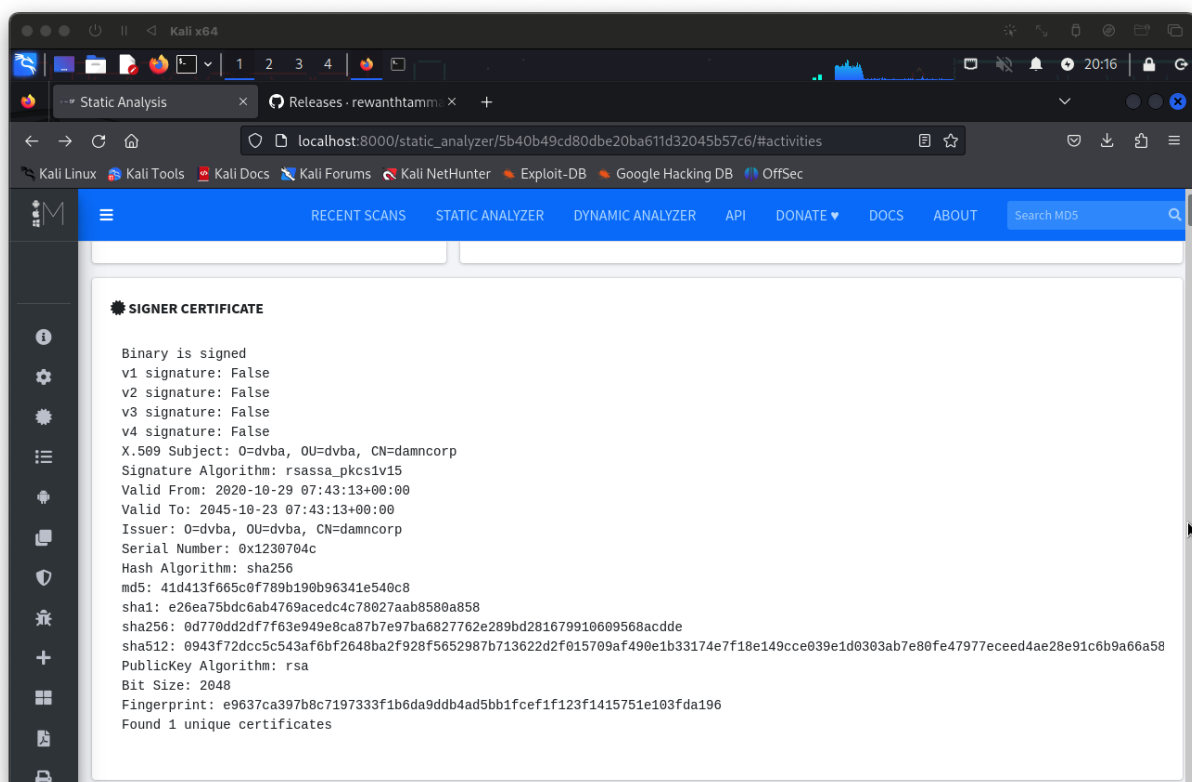 Kali x64
1 2 3 4 20:16
Static Analysis Releases · rewanthtamma
localhost:8000/static_analyzer/5b40b49cd80dbe20ba611d32045b57c6/#activities
Kali Linux Kali Tools Kali Docs Kali Forums Kali NetHunter Exploit-DB Google Hacking DB OffSec
M RECENT SCANS STATIC ANALYZER DYNAMIC ANALYZER API DONATE ♥ DOCS ABOUT Search MD5
SIGNER CERTIFICATE
Binary is signed
v1 signature: False
v2 signature: False
v3 signature: False
v4 signature: False
X.509 Subject: O=dvba, OU=dvba, CN=damncorp
Signature Algorithm: rsassa_pkcs1v15
Valid From: 2020-10-29 07:43:13+00:00
Valid To: 2045-10-23 07:43:13+00:00
Issuer: O=dvba, OU=dvba, CN=damncorp
Serial Number: 0x1230704c
Hash Algorithm: sha256
md5: 41d413f665c0f789b190b96341e540c8
sha1: e26ea75bdc6ab4769acedc4c78027aab8580a858
sha256: 0d770dd2df7f63e949e8ca87b7e97ba6827762e289bd281679910609568acdde
sha512: 0943f72dcc5c543af6bf2648ba2f928f5652987b713622d2f015709af490e1b33174e7f18e149cce039e1d0303ab7e80fe47977eceed4ae28e91c6b9a66a58
PublicKey Algorithm: rsa
Bit Size: 2048
Fingerprint: e9637ca397b8c7197333f1b6da9ddb4ad5bb1fcef1f123f1415751e103fda196
Found 1 unique certificates